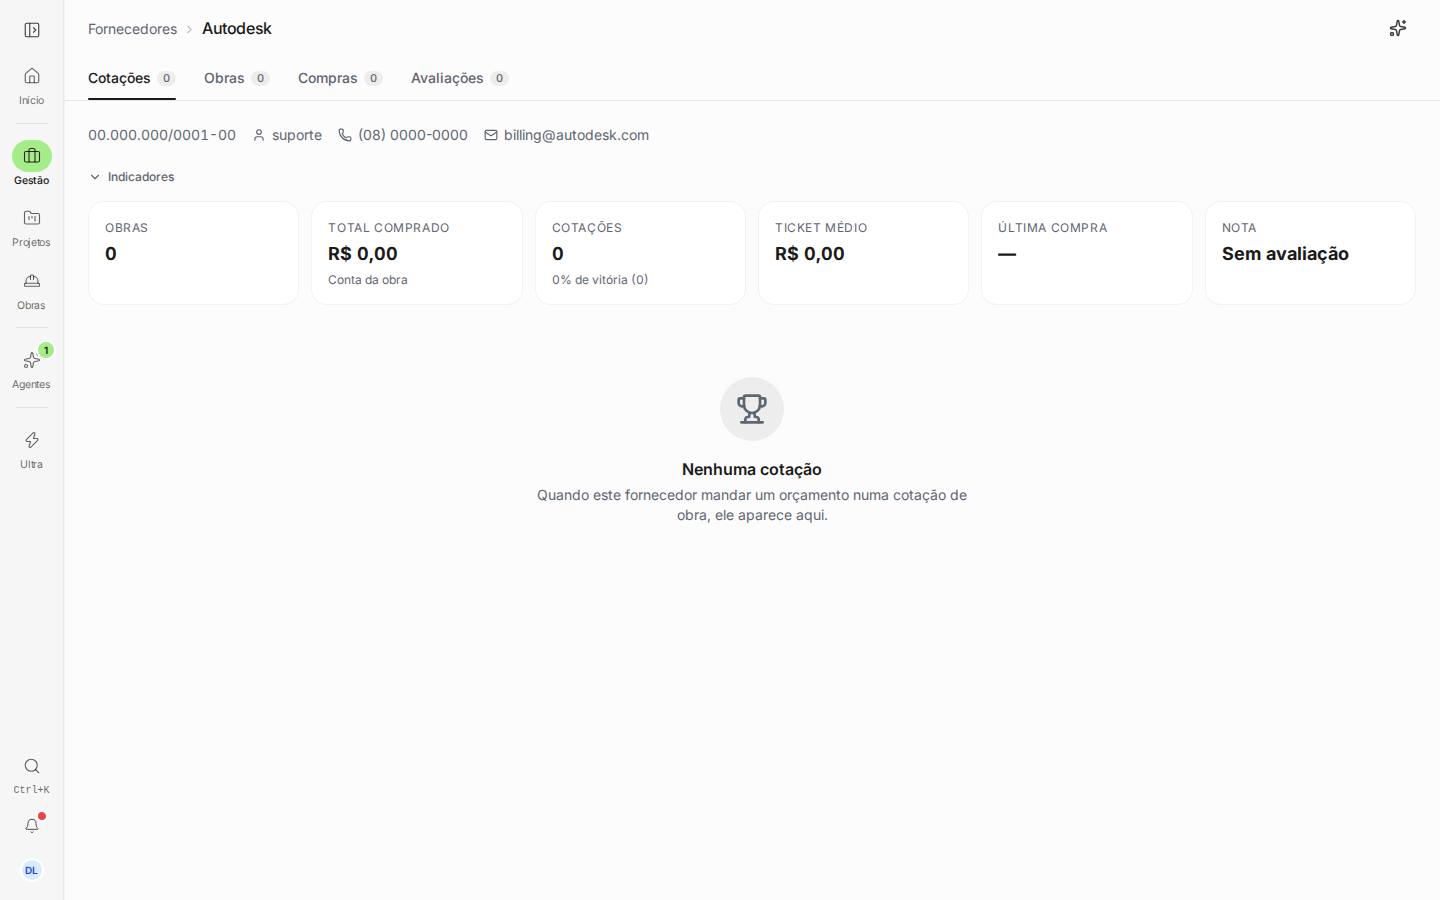 Fornecedores > Autodesk
Cotações 0 Obras 0 Compras 0 Avaliações 0
00.000.000/0001-00 suporte (08) 0000-0000 billing@autodesk.com
Indicadores
OBRAS
0
TOTAL COMPRADO
R$ 0,00
Conta da obra
COTAÇÕES
0
0% de vitória (0)
TICKET MÉDIO
R$ 0,00
ÚLTIMA COMPRA
—
NOTA
Sem avaliação
Nenhuma cotação
Quando este fornecedor mandar um orçamento numa cotação de
obra, ele aparece aqui.
Início
Gestão
Projetos
Obras
1
Agentes
Ultra
Ctrl+K
DL